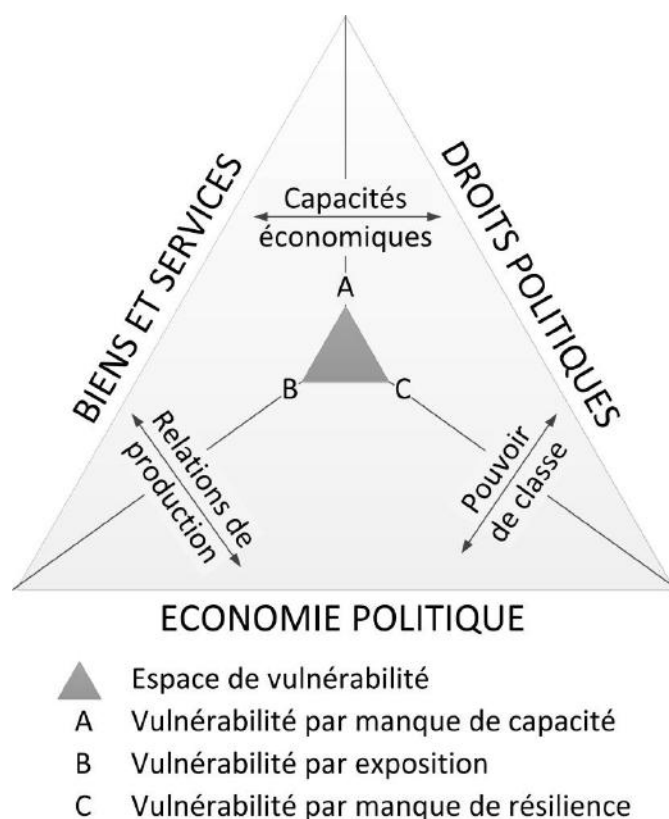 BIENS ET SERVICES
DROITS POLITIQUES
Capacités
économiques
A
B
C
Relations de
production
Pouvoir
de classe
ECONOMIE POLITIQUE
Espace de vulnérabilité
A Vulnérabilité par manque de capacité
B Vulnérabilité par exposition
C Vulnérabilité par manque de résilience